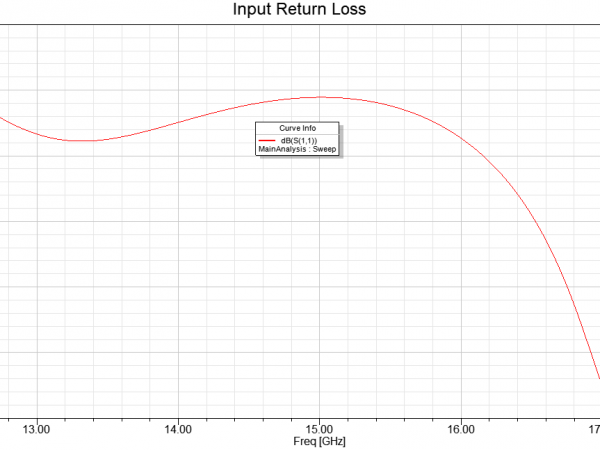 Input Return Loss
Curve Info
dB(S(1,1))
MainAnalysis : Sweep
13.00 14.00 15.00 16.00 17
Freq [GHz]